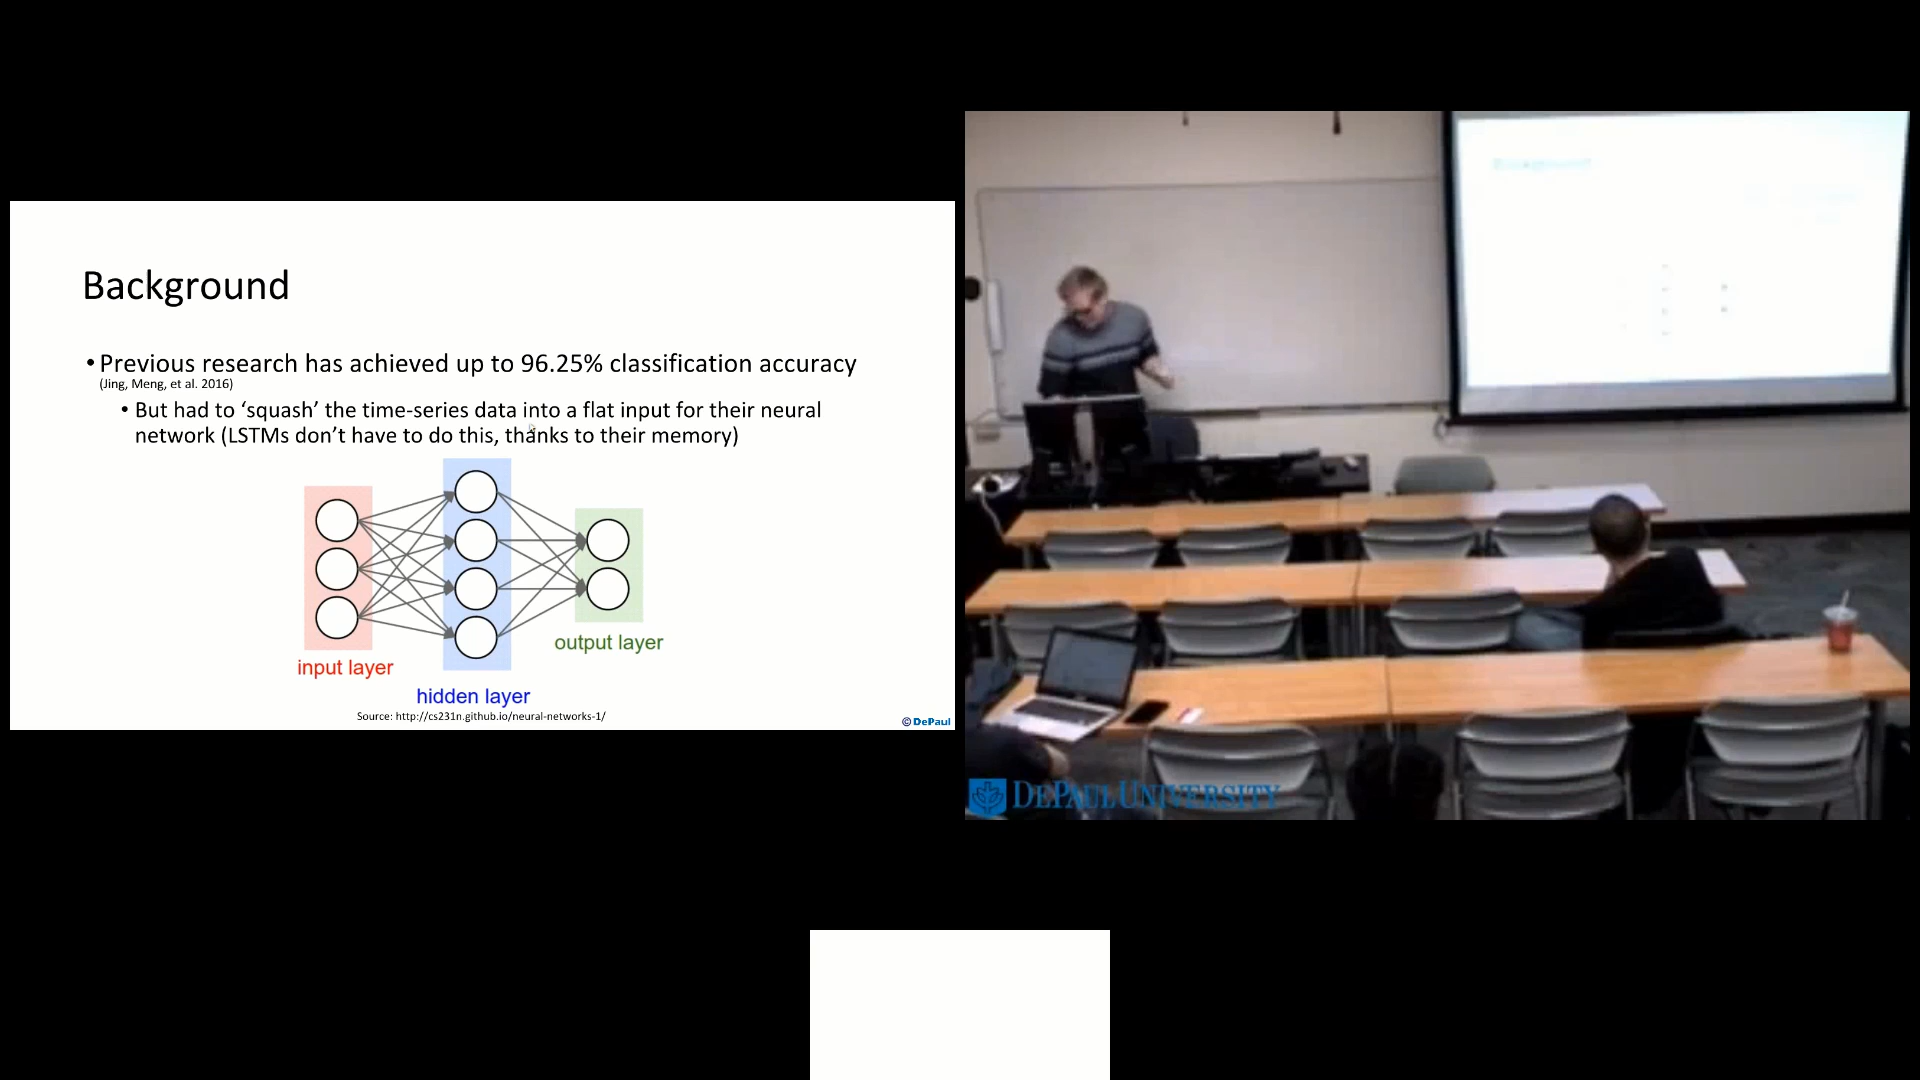 Background
• Previous research has achieved up to 96.25% classification accuracy
(Jing, Meng, et al. 2016)
• But had to ‘squash’ the time-series data into a flat input for their neural
network (LSTMs don’t have to do this, thanks to their memory)
input layer
hidden layer
output layer
Source: http://cs231n.github.io/neural-networks-1/
© DePaul
DEPAUL UNIVERSITY